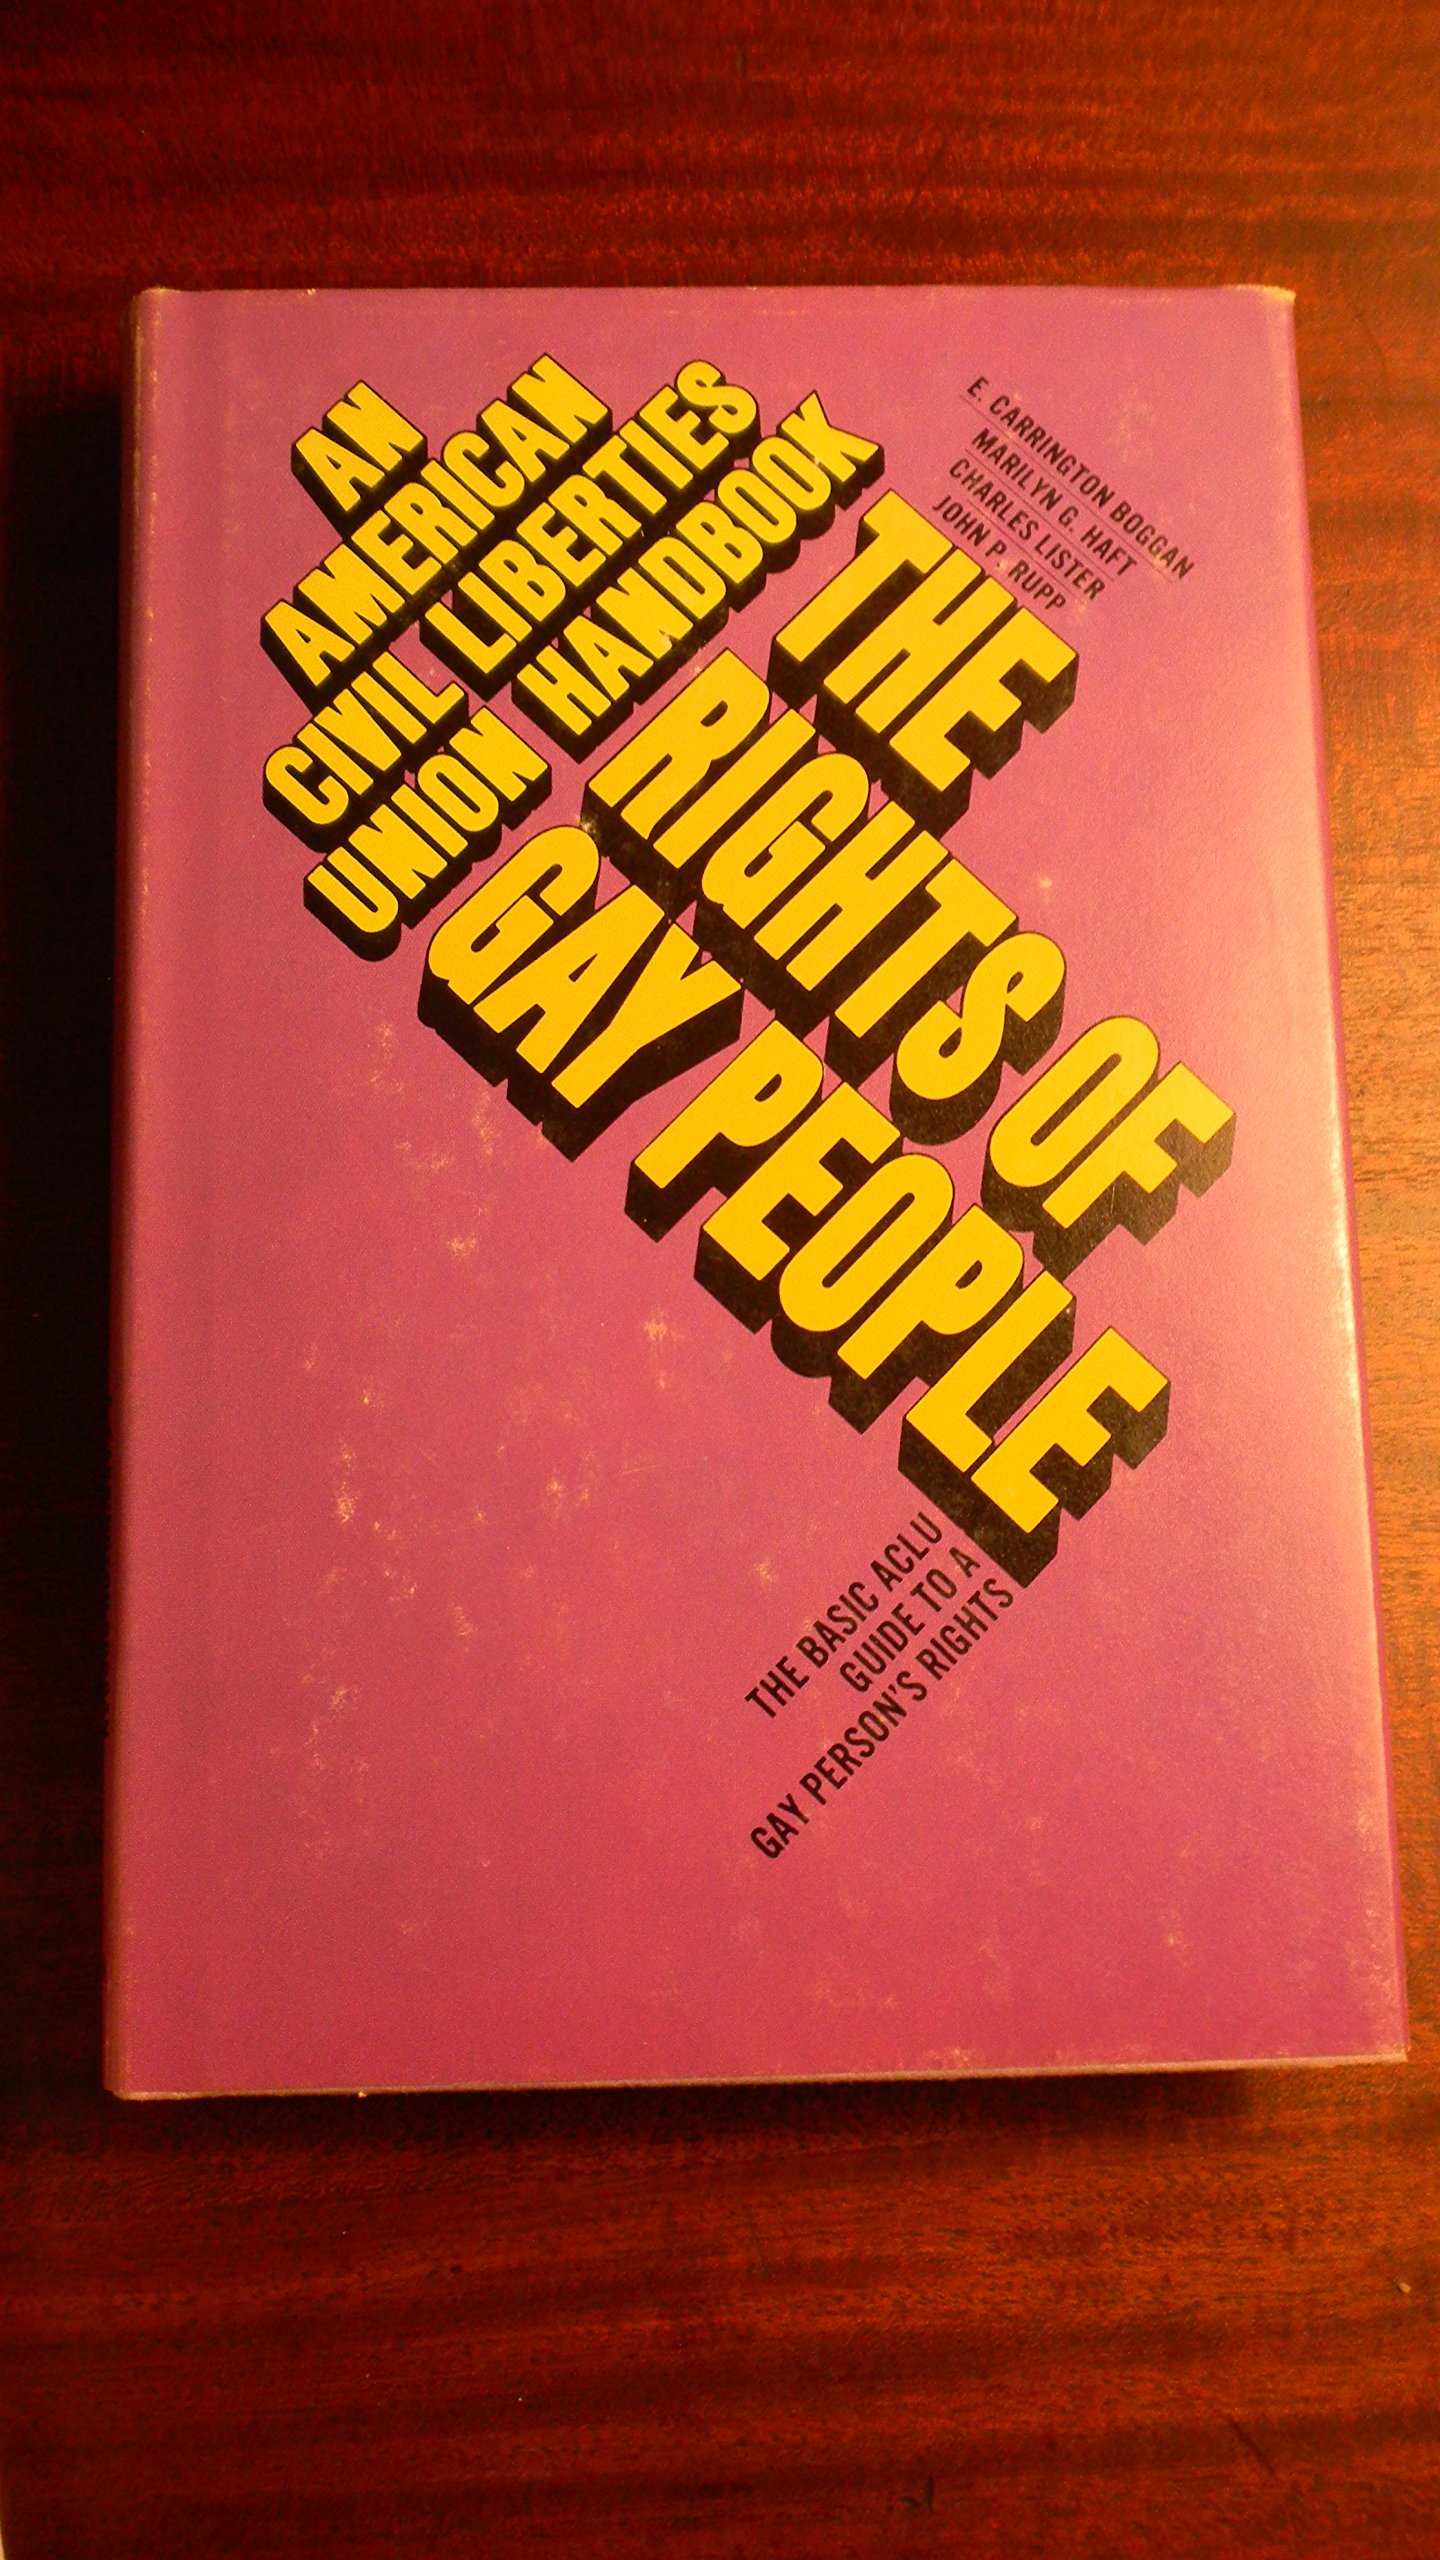 AN
AMERICAN
CIVIL LIBERTIES
UNION HANDBOOK
E. CARRINGTON BOGGAN
MARILYN G. HAFT
CHARLES LISTER
JOHN P. RUPP
THE
RIGHTS OF
GAY PEOPLE
THE BASIC ACLU
GUIDE TO A
GAY PERSON'S RIGHTS